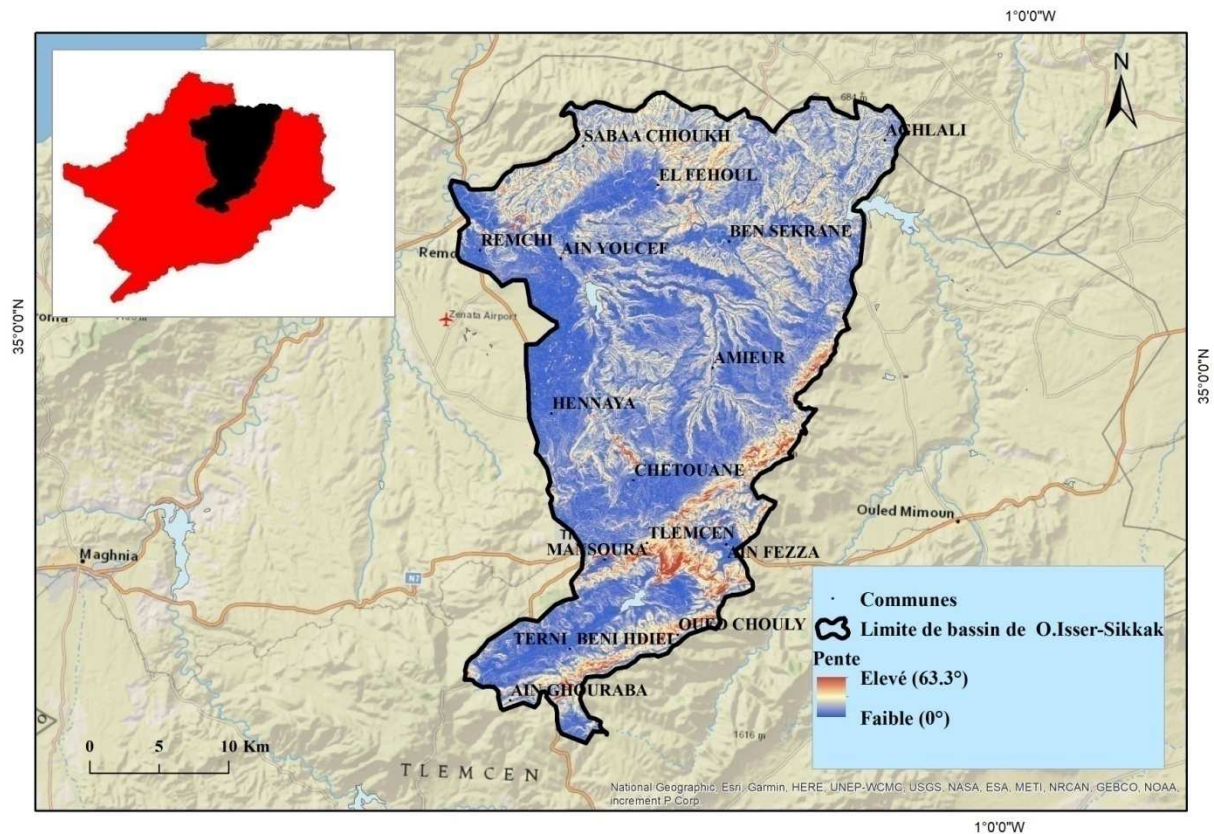 1°0'0"W
N
684 m
AGHLALI
SABAA CHIOUKH
EL FEHOUL
BEN SEKRANE
REMCHI
AIN YOUCEF
Zenata Airport
35°0'0"N
35°0'0"N
AMIEUR
HENNAYA
CHETOUANE
Ouled Mimoun
TLEMCEN
MANSOURA
AIN FEZZA
Maghnia
N7
OUED CHOULY
TERNI BENI HDIEL
AIN GHOURABA
Communes
Limite de bassin de O.Isser-Sikkak
Pente
Elevé (63.3°)
Faible (0°)
0 5 10 Km
1616 m
TLEMCEN
National Geographic, Esri, Garmin, HERE, UNEP-WCMC, USGS, NASA, ESA, METI, NRCAN, GEBCO, NOAA,
increment P Corp.
1°0'0"W